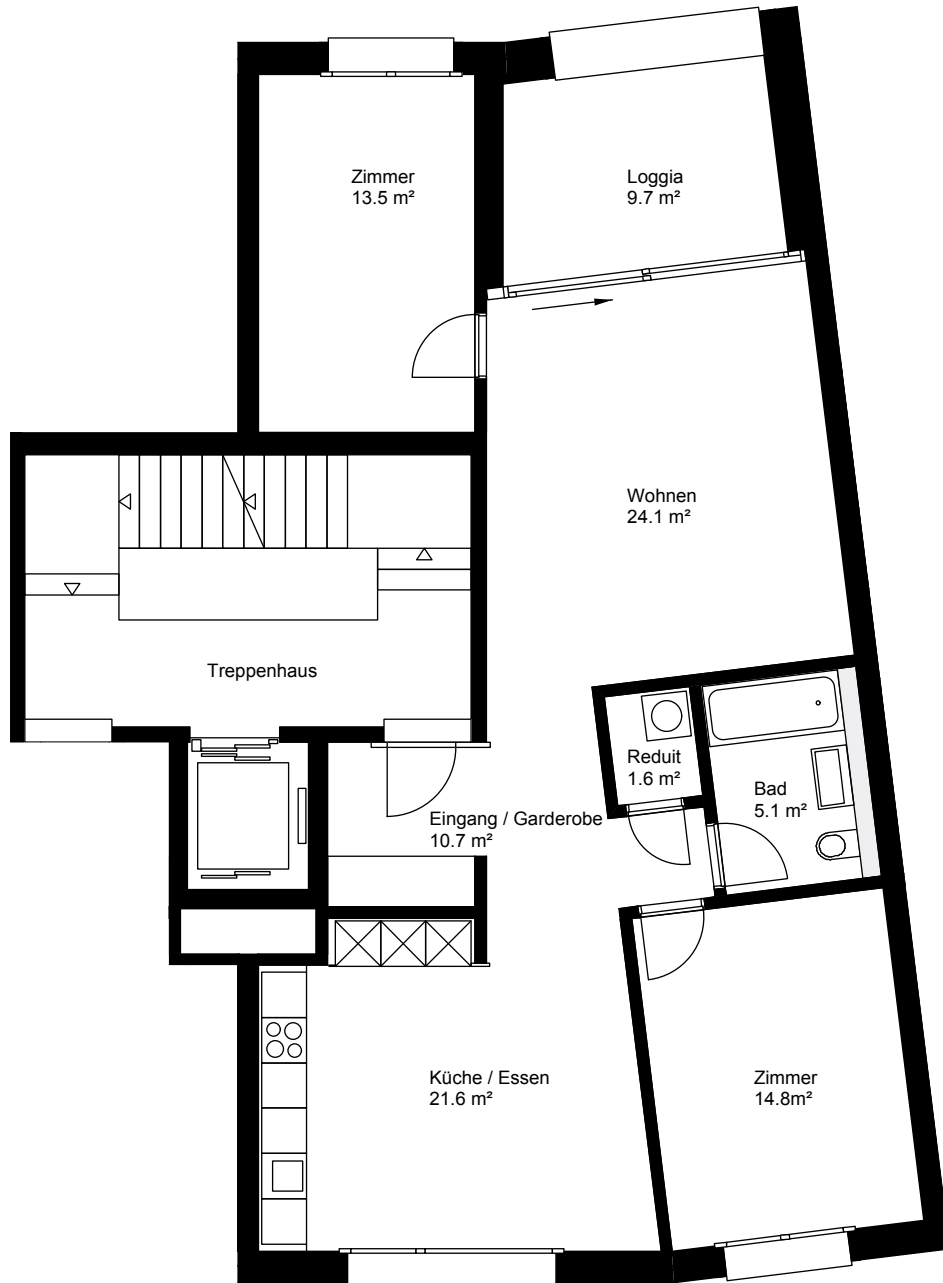 Zimmer
13.5 m²
Loggia
9.7 m²
Wohnen
24.1 m²
Treppenhaus
Reduit
1.6 m²
Bad
5.1 m²
Eingang / Garderobe
10.7 m²
Küche / Essen
21.6 m²
Zimmer
14.8m²